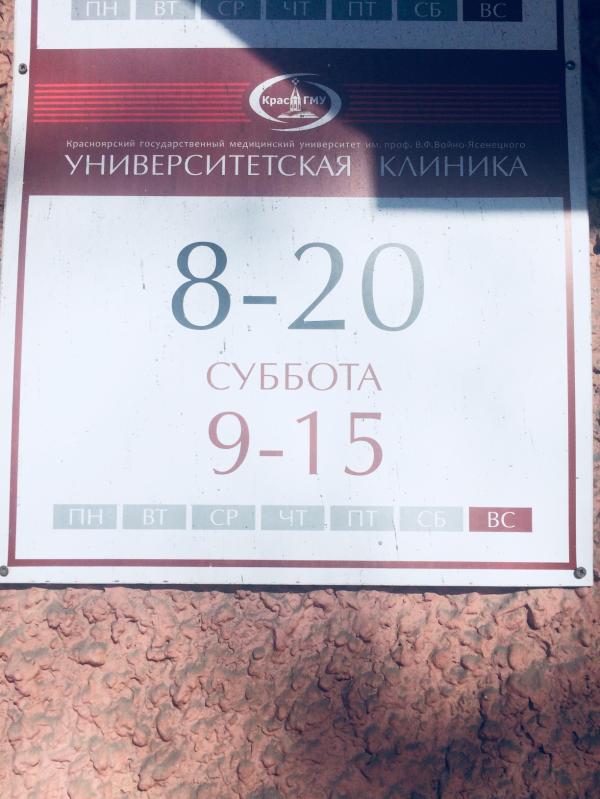 ПН ВТ СР ЧТ ПТ СБ ВС
КрасГМУ
Красноярский государственный медицинский университет им. проф. В.Ф.Войно-Ясенецкого
УНИВЕРСИТЕТСКАЯ КЛИНИКА
8-20
СУББОТА
9-15
ПН ВТ СР ЧТ ПТ СБ ВС